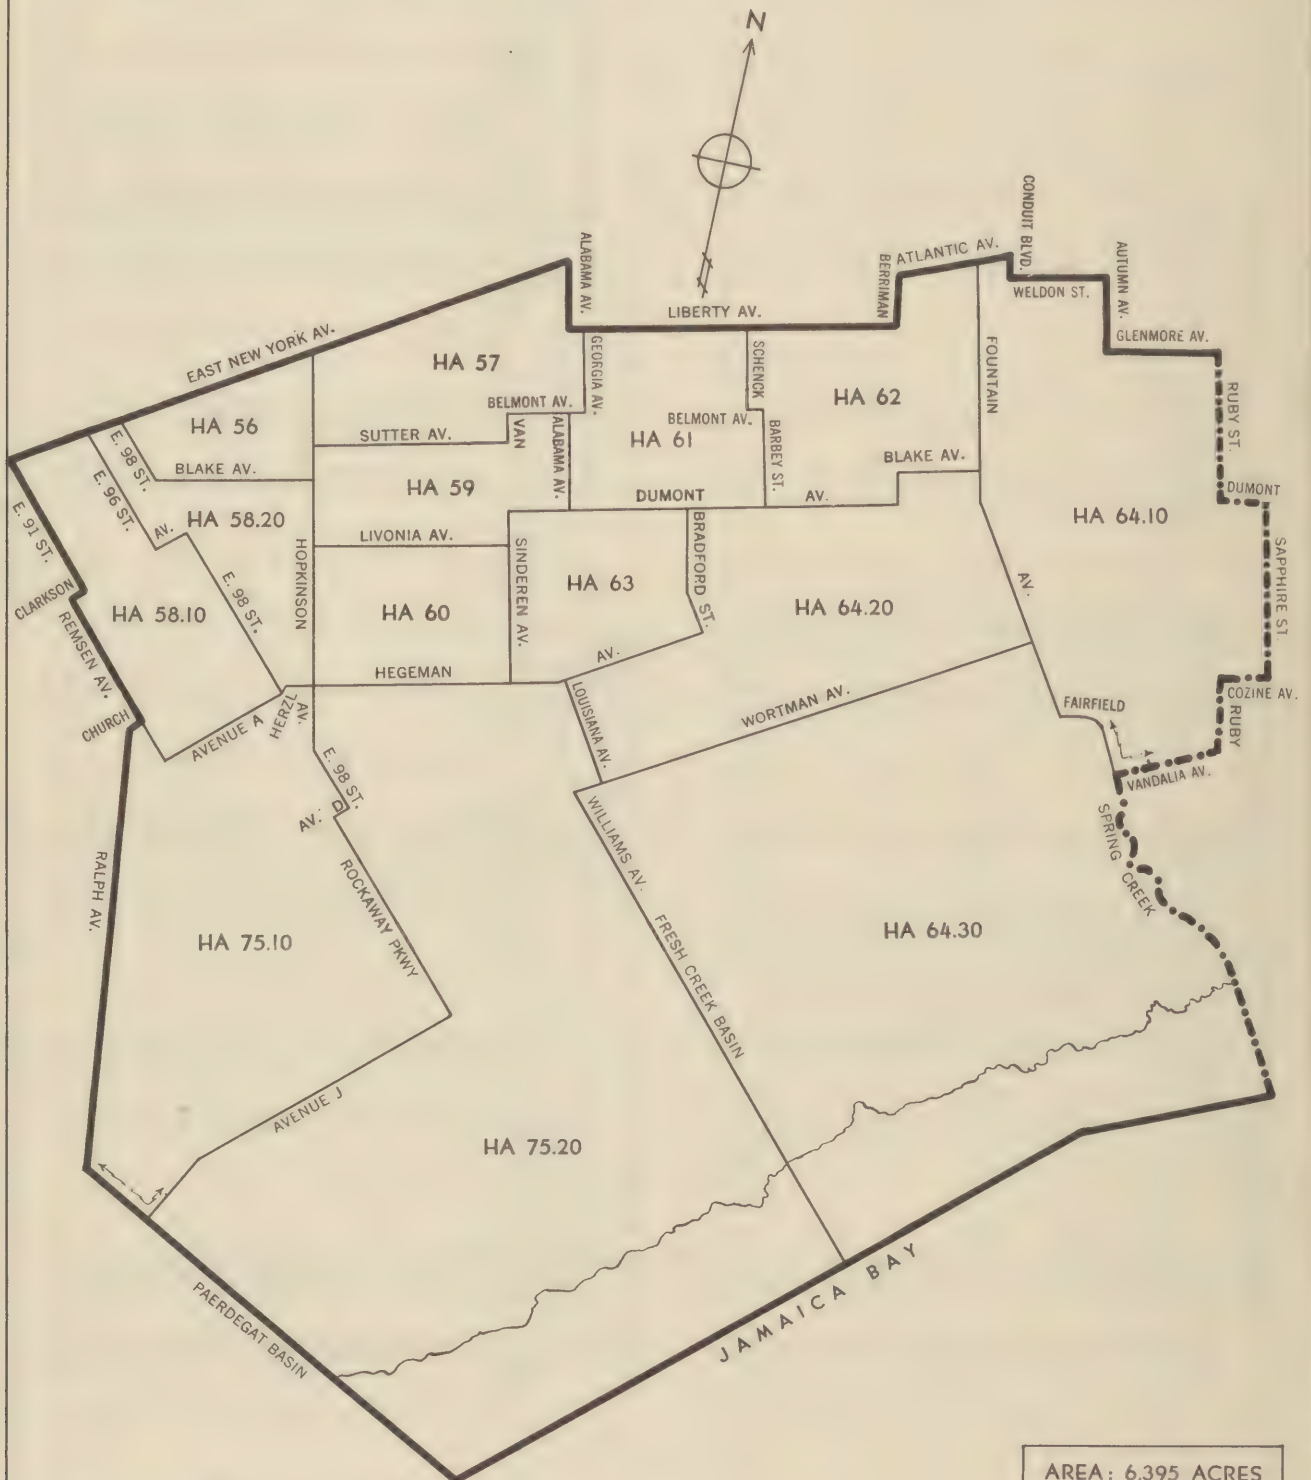 N
ALABAMA AV.
LIBERTY AV.
BERRIMAN
ATLANTIC AV.
CONDUIT BLVD.
WELDON ST.
AUTUMN AV.
GLENMORE AV.
EAST NEW YORK AV.
HA 57
GEORGIA AV.
SCHENCK
FOUNTAIN
RUBY ST.
HA 56
BELMONT AV.
VAN
ALABAMA AV.
BELMONT AV.
HA 61
HA 62
BARBEY ST.
SUTTER AV.
E. 98 ST.
BLAKE AV.
E. 96 ST.
AV.
HA 59
DUMONT
AV.
BLAKE AV.
DUMONT
HA 58.20
E. 91 ST.
HOPKINSON
LIVONIA AV.
SINDEREN AV.
BRADFORD ST.
HA 64.10
SAPPHIRE ST.
CLARKSON
HA 58.10
E. 98 ST.
HA 60
HA 63
HA 64.20
AV.
REMSEN AV.
HEGEMAN
AV.
CHURCH
AVENUE A
HERZL
AV.
LOUISIANA AV.
WORTMAN AV.
FAIRFIELD
COZINE AV.
RUBY
E. 98 ST.
AV. D
VANDALIA AV.
SPRING CREEK
RALPH AV.
ROCKAWAY PKWY
WILLIAMS AV.
FRESH CREEK BASIN
HA 75.10
HA 64.30
AVENUE J
HA 75.20
PAERDEGAT BASIN
JAMAICA BAY
AREA: 6,395 ACRES